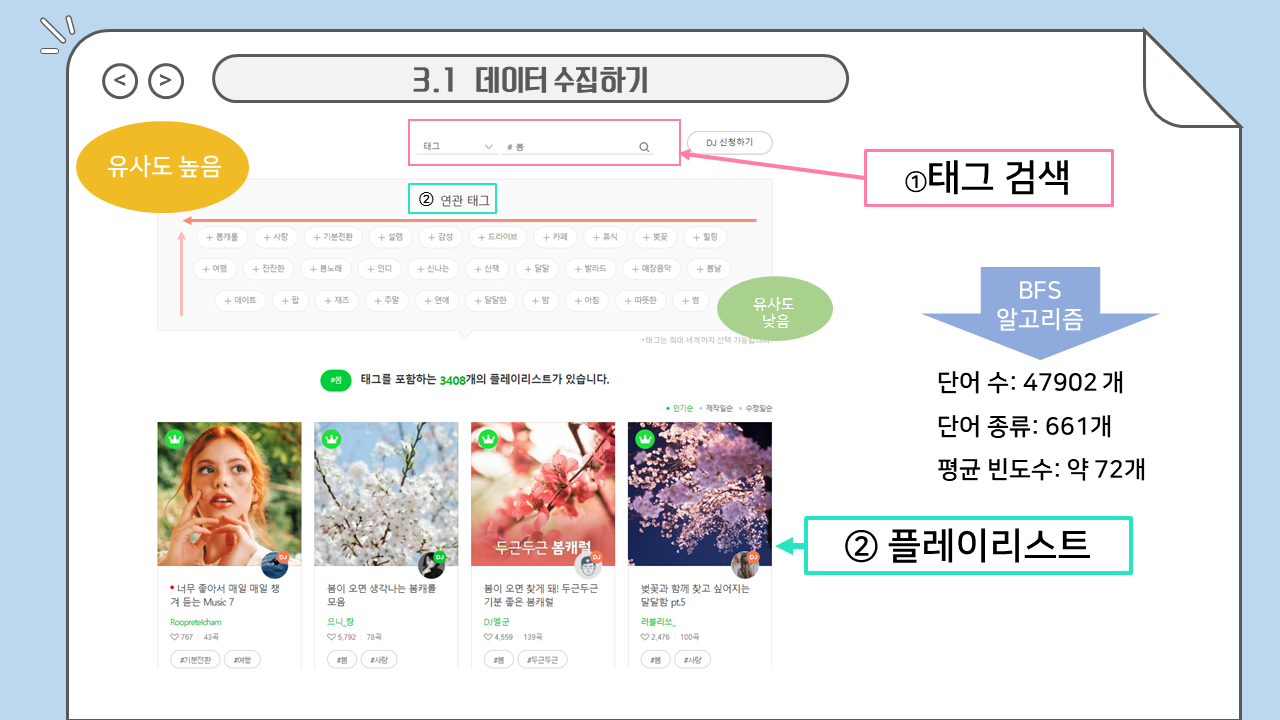 < >
3.1 데이터 수집하기
유사도 높음
태그 # 봄
DJ 신청하기
①태그 검색
② 연관 태그
+ 봄캐롤 + 사랑 + 기분전환 + 설렘 + 감성 + 드라이브 + 카페 + 휴식 + 벚꽃 + 힐링
+ 여행 + 잔잔한 + 봄노래 + 인디 + 신나는 + 산책 + 달달 + 발라드 + 매장음악 + 봄날
+ 데이트 + 팝 + 재즈 + 주말 + 연애 + 달달한 + 밤 + 아침 + 따뜻한 + 썸
유사도
낮음
*태그는 최대 세개까지 선택 가능합니다.
BFS
알고리즘
단어 수: 47902 개
단어 종류: 661개
평균 빈도수: 약 72개
#봄 태그를 포함하는 3408개의 플레이리스트가 있습니다.
• 인기순 • 제작일순 • 수정일순
두근두근 봄캐럴
DJ DJ DJ DJ
② 플레이리스트
• 너무 좋아서 매일 매일 챙
겨 듣는 Music 7
Roopretelcham
767 43곡
#기분전환 #여행
봄이 오면 생각나는 봄캐롤
모음
으니_짱
5,792 78곡
#봄 #사랑
봄이 오면 찾게 돼! 두근두근
기분 좋은 봄캐럴
DJ멜군
4,559 139곡
#봄 #두근두근
벚꽃과 함께 찾고 싶어지는
달달함 pt.5
러블리쏘_
2,476 100곡
#봄 #사랑